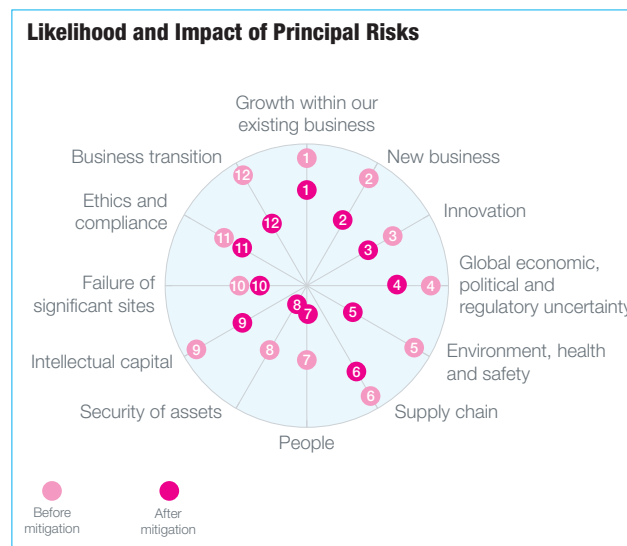 Likelihood and Impact of Principal Risks
Growth within our
existing business
Business transition
New business
1
12
2
Ethics and
compliance
Innovation
1
12
2
11
3
11
3
Failure of
significant sites
Global economic,
political and
regulatory uncertainty
10
10
4
4
8
7
5
Intellectual capital
9
9
5
Environment, health
and safety
8
7
6
6
Security of assets
Supply chain
People
Before
mitigation
After
mitigation